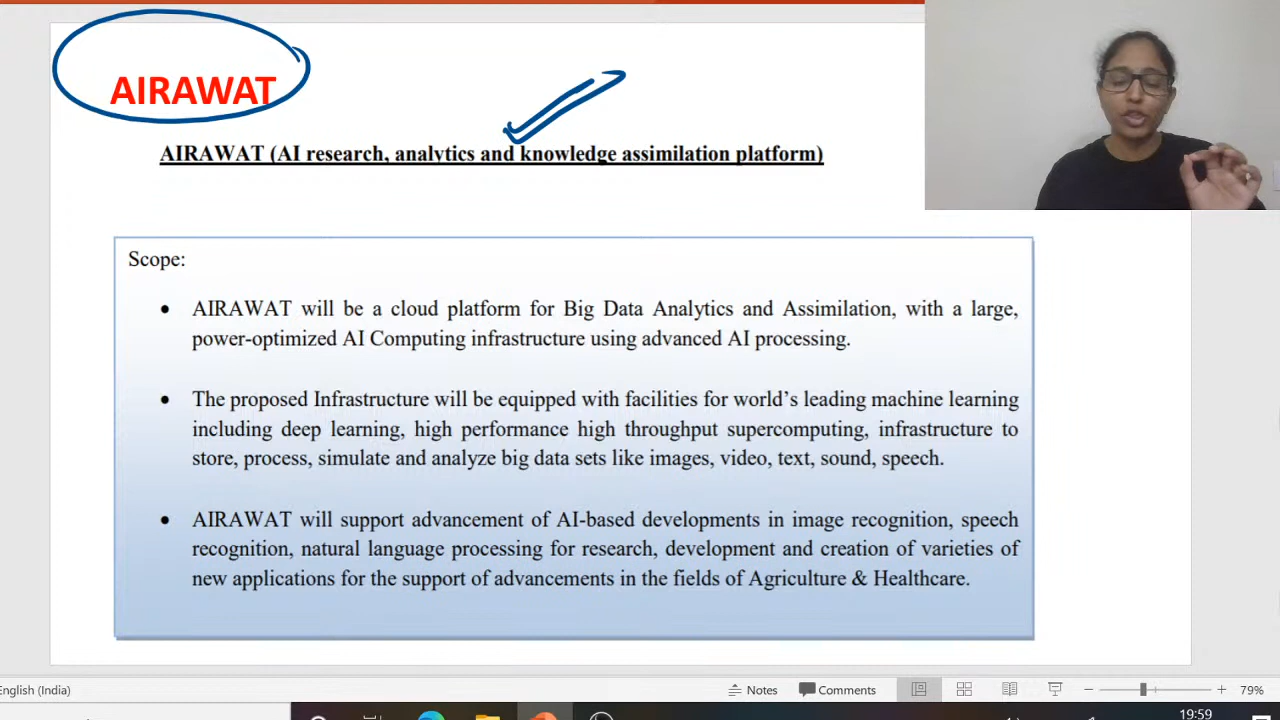 AIRAWAT
AIRAWAT (AI research, analytics and knowledge assimilation platform)
Scope:
• AIRAWAT will be a cloud platform for Big Data Analytics and Assimilation, with a large,
power-optimized AI Computing infrastructure using advanced AI processing.
• The proposed Infrastructure will be equipped with facilities for world's leading machine learning
including deep learning, high performance high throughput supercomputing, infrastructure to
store, process, simulate and analyze big data sets like images, video, text, sound, speech.
• AIRAWAT will support advancement of AI-based developments in image recognition, speech
recognition, natural language processing for research, development and creation of varieties of
new applications for the support of advancements in the fields of Agriculture & Healthcare.
English (India)
Notes
Comments
79%
19:59